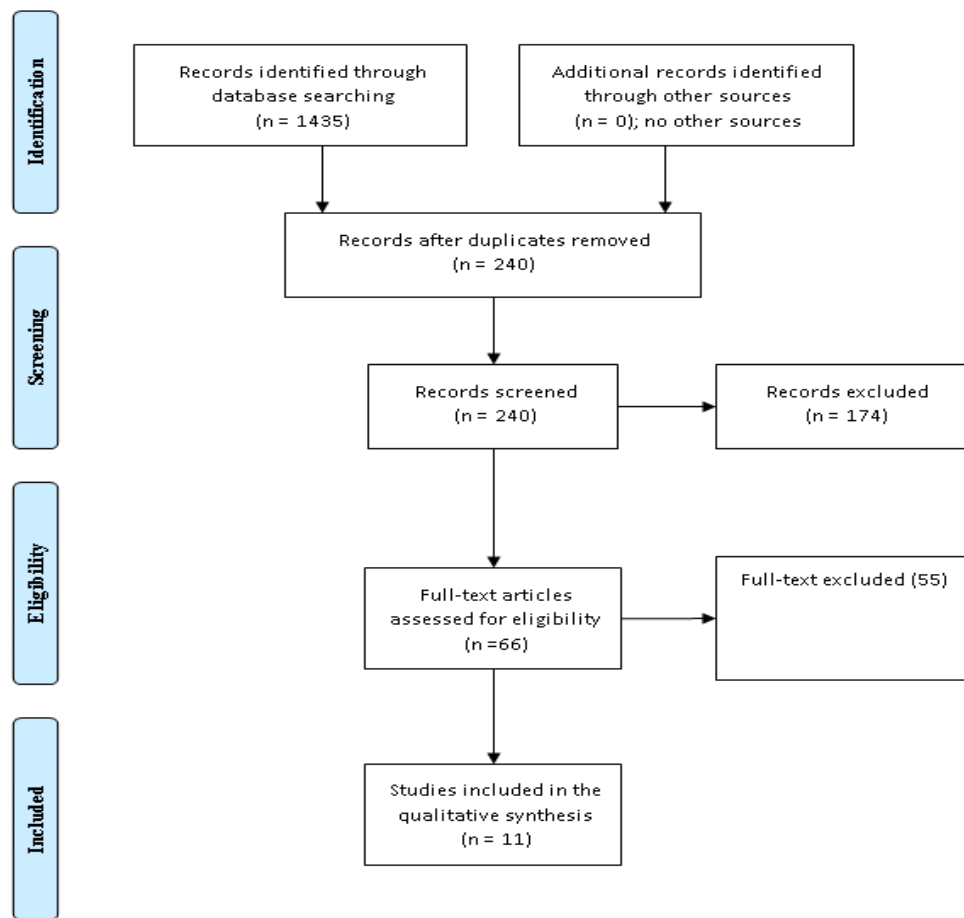 Identification
Records identified through
database searching
(n = 1435)
Additional records identified
through other sources
(n = 0); no other sources
Records after duplicates removed
(n = 240)
Screening
Records screened
(n = 240)
Records excluded
(n = 174)
Eligibility
Full-text articles
assessed for eligibility
(n =66)
Full-text excluded (55)
Included
Studies included in the
qualitative synthesis
(n = 11)